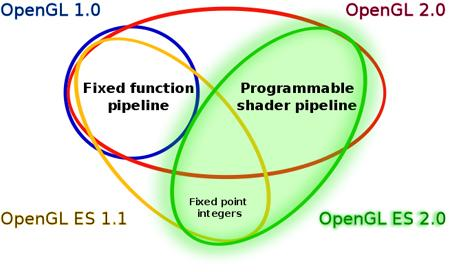 OpenGL 1.0
OpenGL 2.0
Fixed function
pipeline
Programmable
shader pipeline
Fixed point
integers
OpenGL ES 1.1
OpenGL ES 2.0